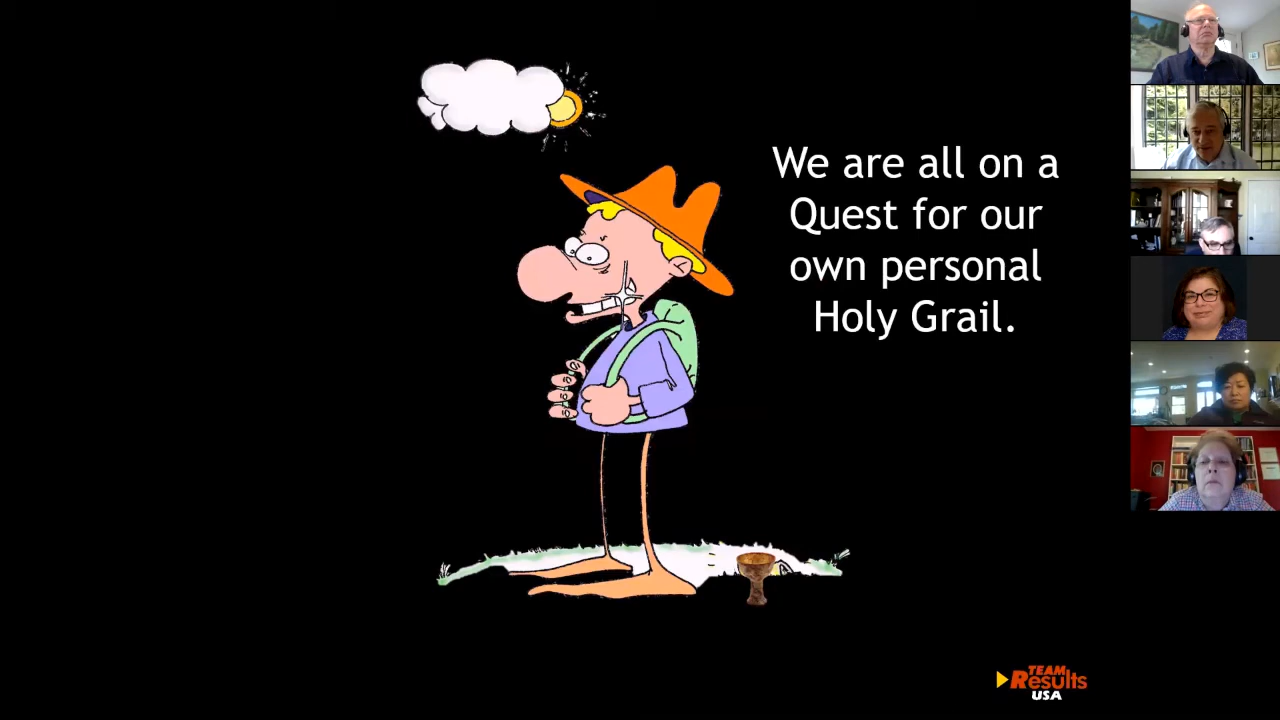 We are all on a
Quest for our
own personal
Holy Grail.
TEAM
Results
USA